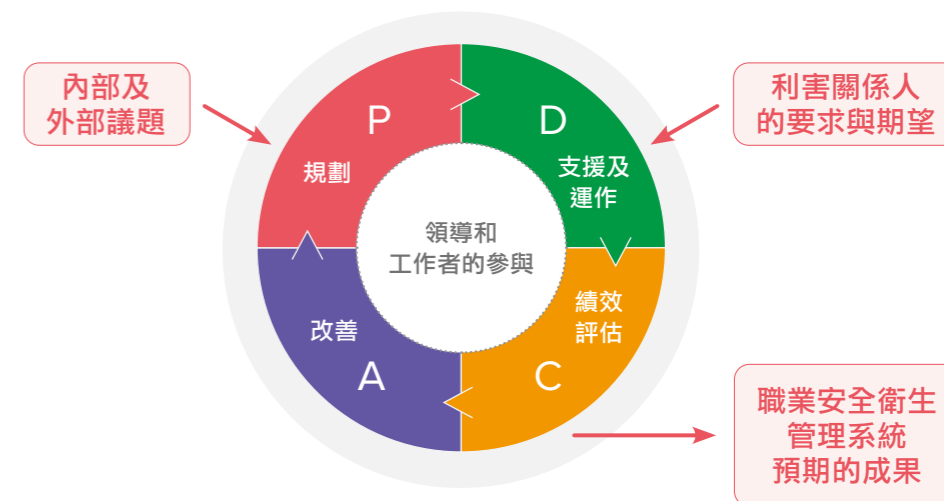 內部及
外部議題
P
規劃
D
支援及
運作
利害關係人
的要求與期望
領導和
工作者的參與
改善
A
績效
評估
C
職業安全衛生
管理系統
預期的成果